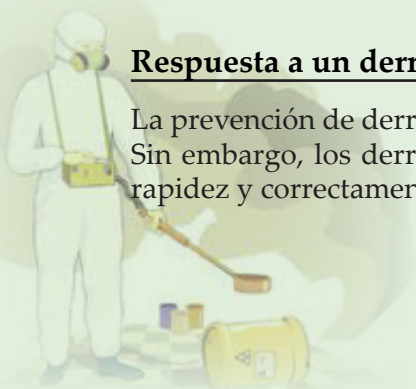 Respuesta a un derr
La prevención de derr
Sin embargo, los derr
rapidez y correctamen